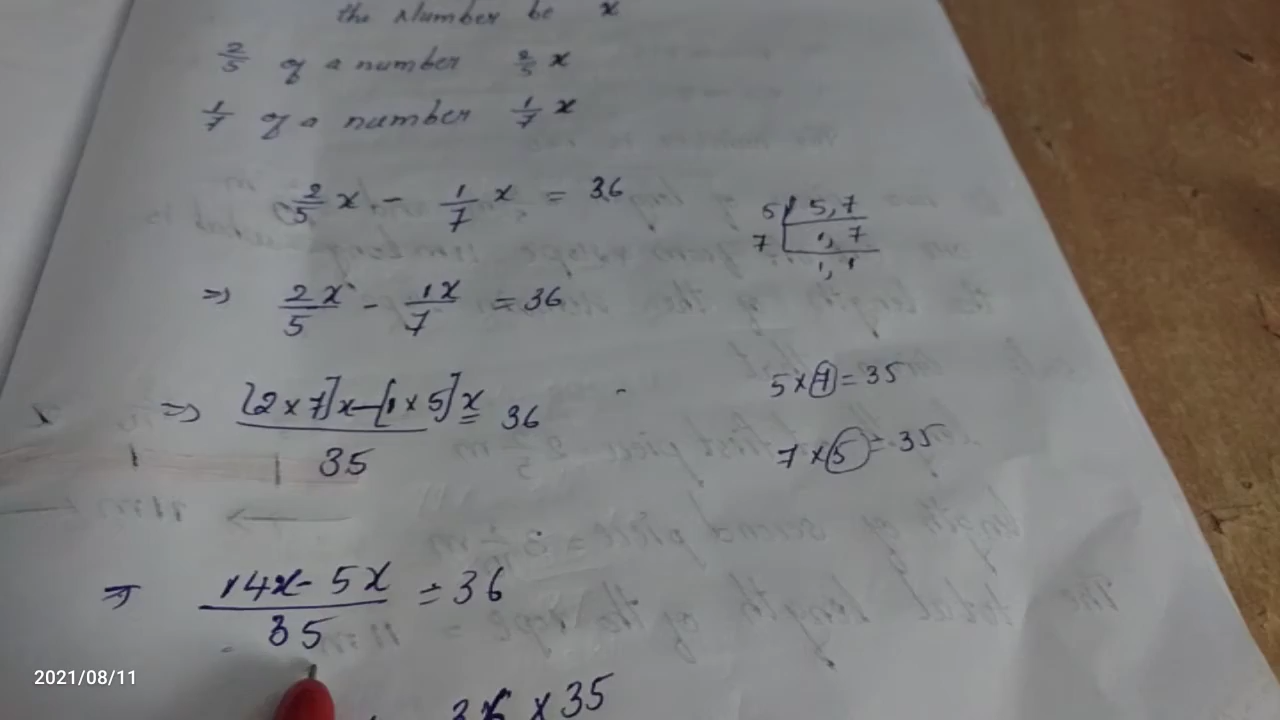 the Number be x
2/5 of a number 2/5 x
1/7 of a number 1/7 x
2/5 x - 1/7 x = 36
5 | 5, 7
7 | 1, 7
1, 1
⇒ 2x/5 - 1x/7 = 36
⇒ [2 × 7]x - [1 × 5]x / 35 = 36
5 × 7 = 35
7 × 5 = 35
⇒ 14x - 5x / 35 = 36
36 × 35
2021/08/11